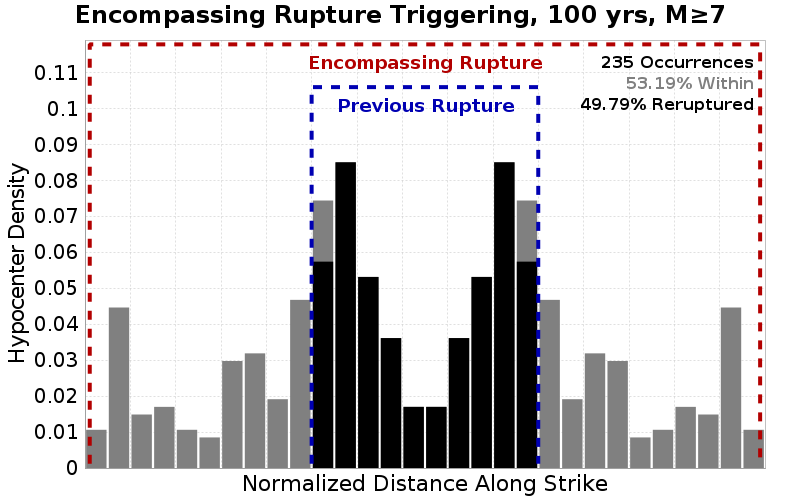 Encompassing Rupture Triggering, 100 yrs, M≥7
Encompassing Rupture
235 Occurrences
53.19% Within
49.79% Reruptured
Previous Rupture
Hypocenter Density
0.11
0.1
0.09
0.08
0.07
0.06
0.05
0.04
0.03
0.02
0.01
0
Normalized Distance Along Strike